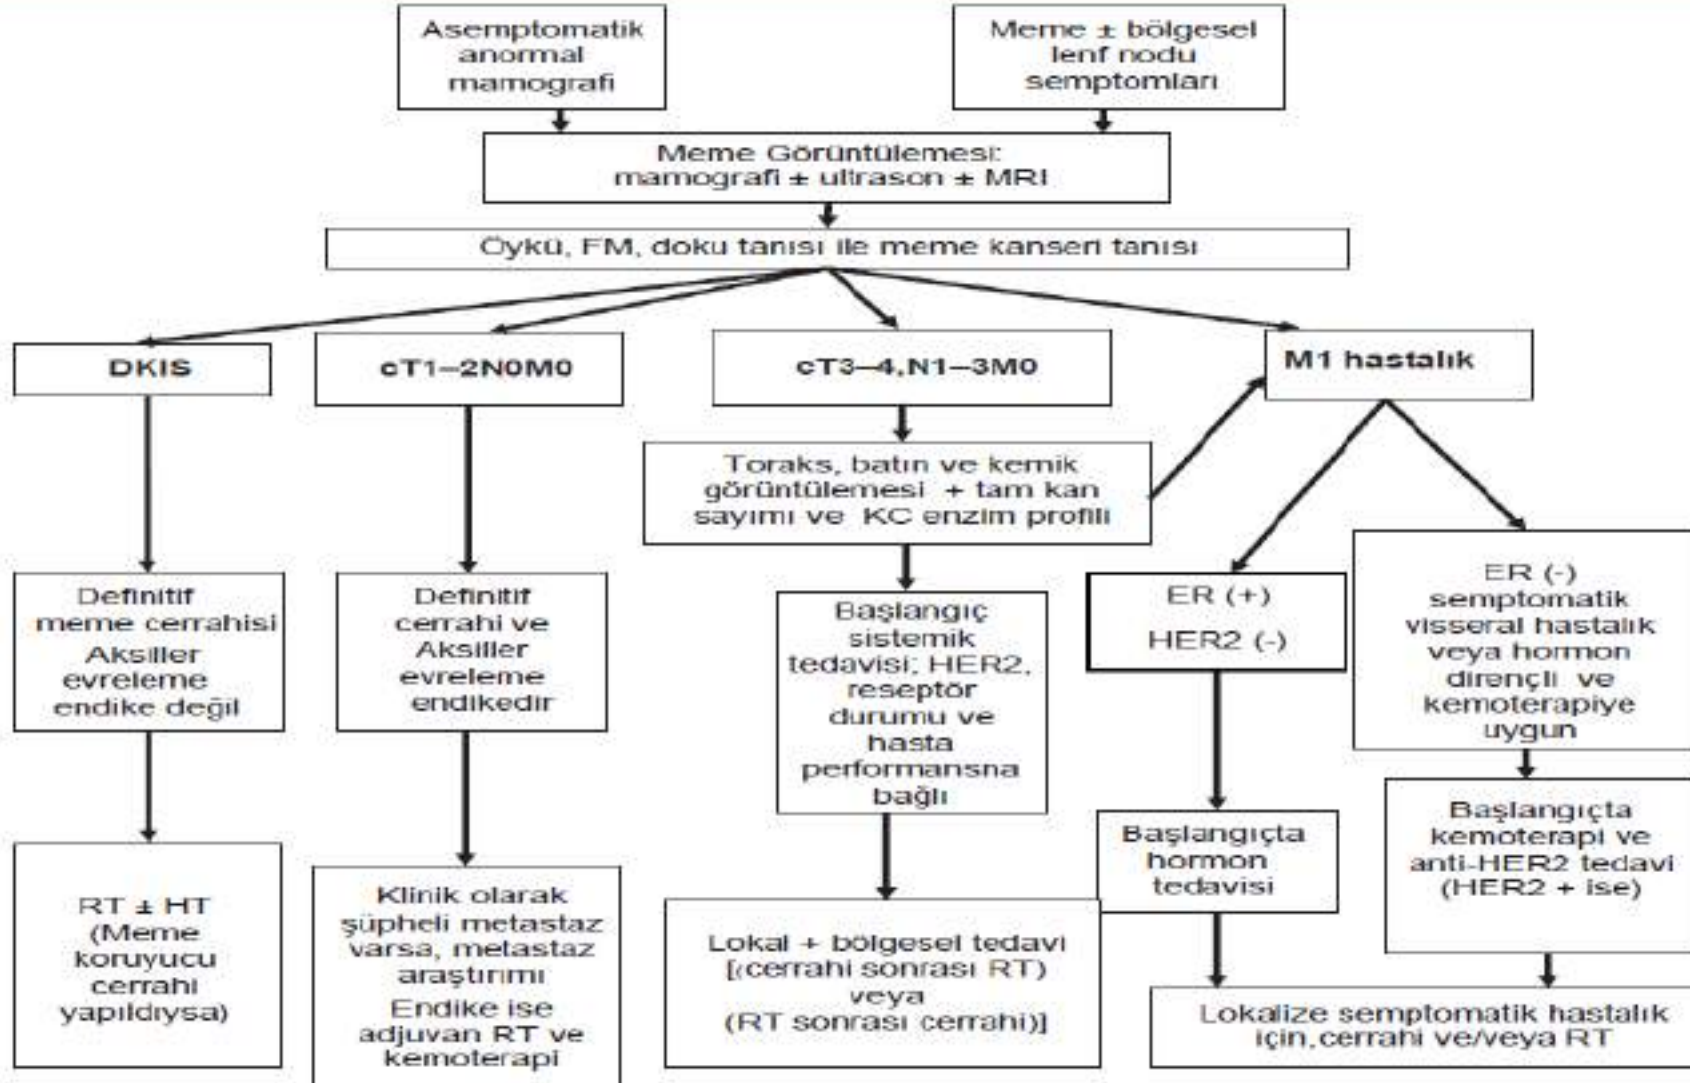 Asemptomatik
anormal
mamografi
Meme ± bölgesel
lenf nodu
semptomları
Meme Görüntülemesi:
mamografi ± ultrason ± MRI
Öykü, FM, doku tanısı ile meme kanseri tanısı
DKIS
cT1–2N0M0
cT3–4,N1–3M0
M1 hastalık
Toraks, batın ve kemik
görüntülemesi + tam kan
sayımı ve KC enzim profili
Definitif
meme cerrahisi
Aksiller
evreleme
endike değil
Definitif
cerrahi ve
Aksiller
evreleme
endikedir
Başlangıç
sistemik
tedavisi; HER2,
reseptör
durumu ve
hasta
performansna
bağlı
ER (+)
HER2 (-)
ER (-)
semptomatik
visseral hastalık
veya hormon
dirençli ve
kemoterapiye
uygun
RT ± HT
(Meme
koruyucu
cerrahi
yapıldıysa)
Klinik olarak
şüpheli metastaz
varsa, metastaz
araştırımı
Endike ise
adjuvan RT ve
kemoterapi
Lokal + bölgesel tedavi
[(cerrahi sonrası RT)
veya
(RT sonrası cerrahi)]
Başlangıçta
hormon
tedavisi
Başlangıçta
kemoterapi ve
anti-HER2 tedavi
(HER2 + ise)
Lokalize semptomatik hastalık
için,cerrahi ve/veya RT